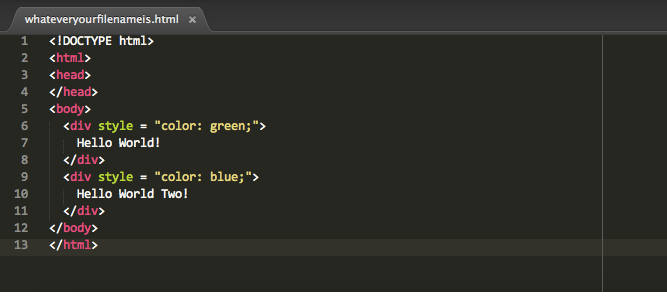 whateveryourfilenameis.html ×
1 <!DOCTYPE html>
2 <html>
3 <head>
4 </head>
5 <body>
6   <div style = "color: green;">
7     Hello World!
8   </div>
9   <div style = "color: blue;">
10     Hello World Two!
11   </div>
12 </body>
13 </html>